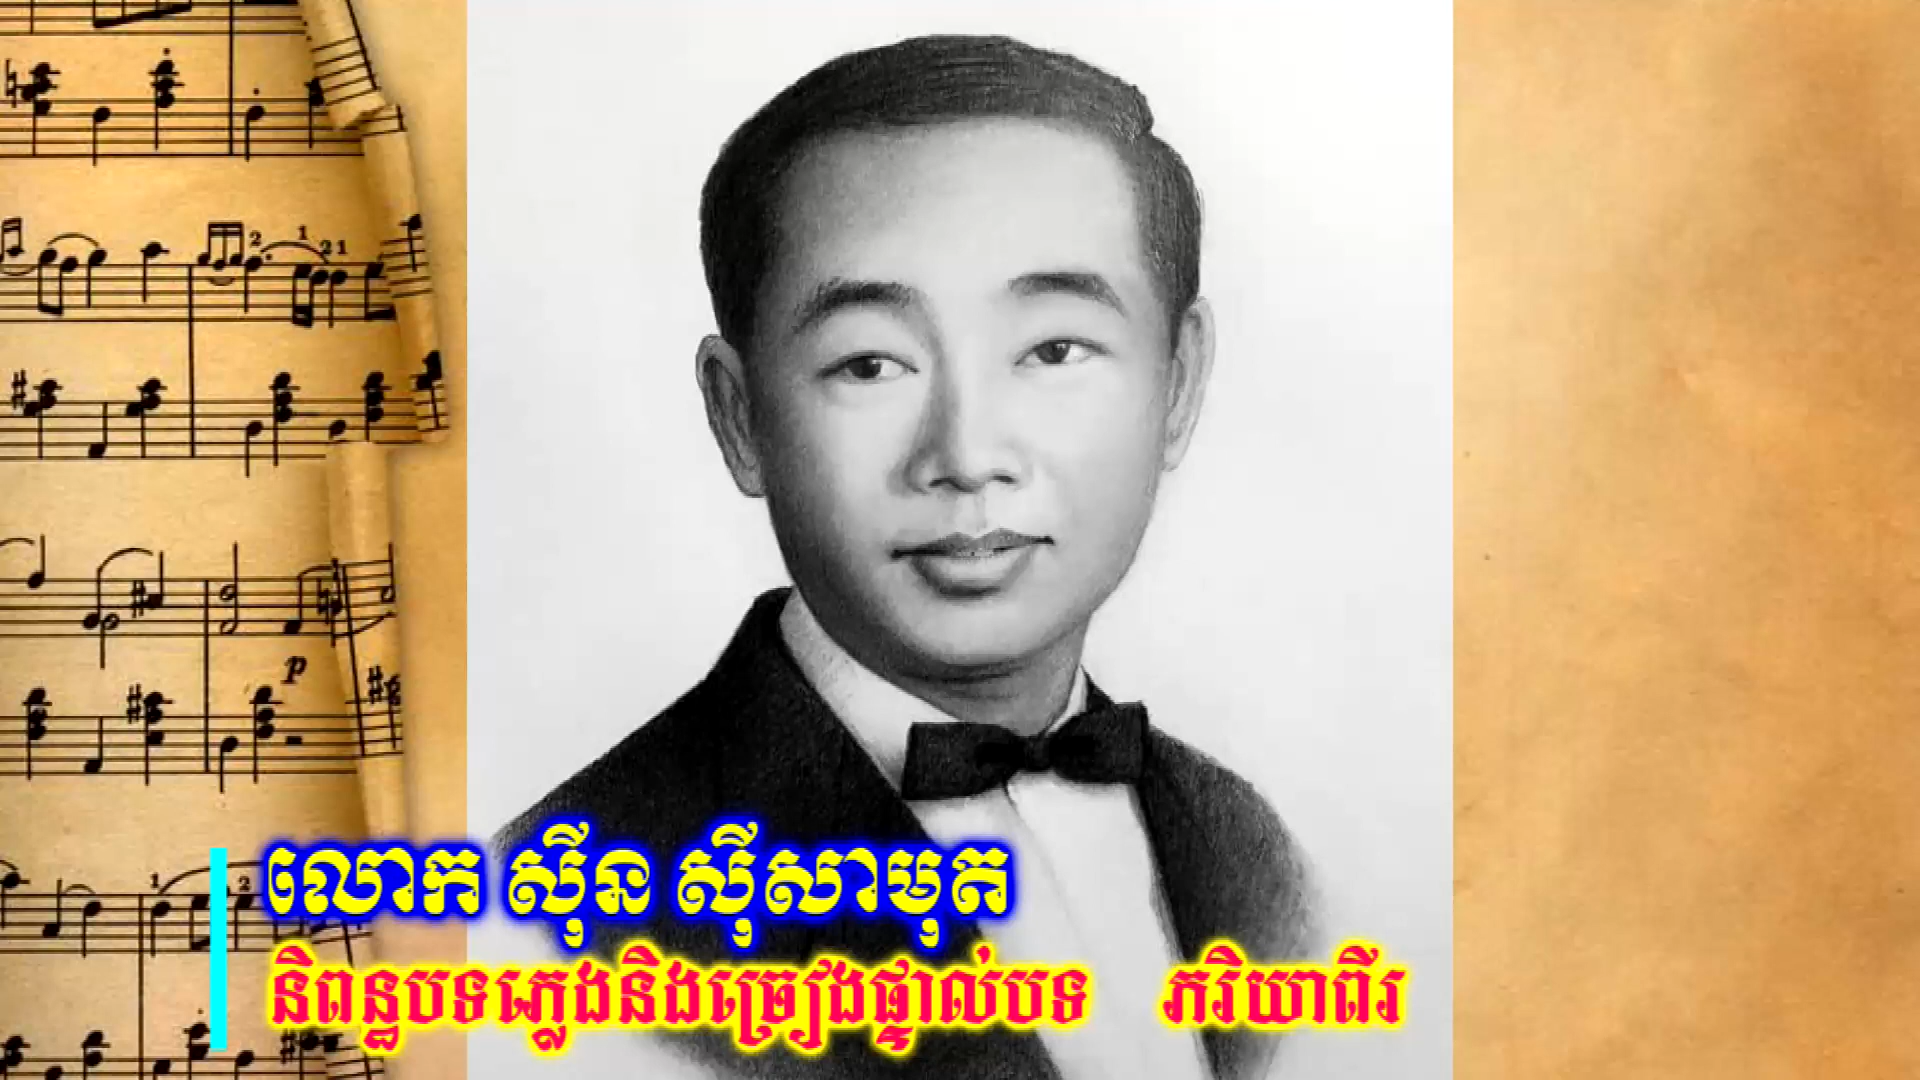 លោក ស៊ីន ស៊ីសាមុត
និពន្ធបទភ្លេងនិងច្រៀងផ្ទាល់បទ ភរិយាពីរ